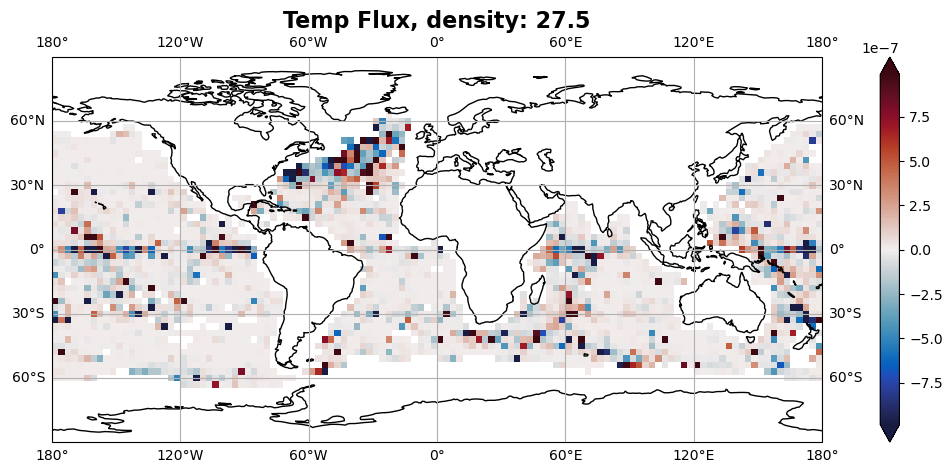 Temp Flux, density: 27.5
180° 120°W 60°W 0° 60°E 120°E 180°
1e−7
60°N 60°N
7.5
5.0
30°N 30°N
2.5
0° 0°
0.0
−2.5
30°S 30°S
−5.0
60°S 60°S
−7.5
180° 120°W 60°W 0° 60°E 120°E 180°